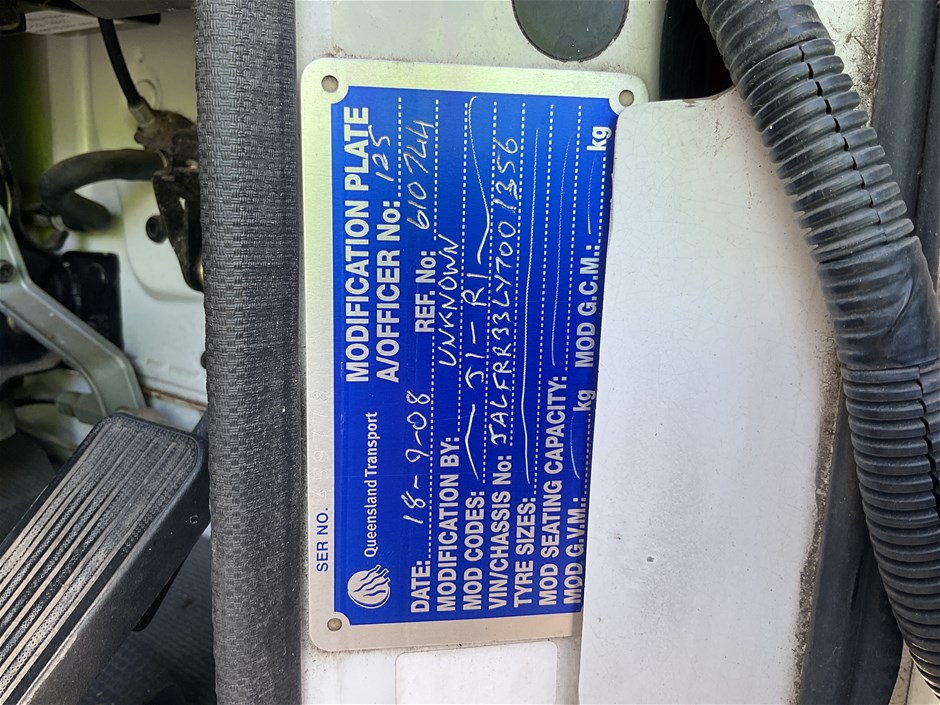 SER NO.
Queensland Transport
MODIFICATION PLATE
A/OFFICER No: 125
DATE: 18-9-08 REF. No: 610744
MODIFICATION BY: UNKNOWN
MOD CODES: J1-R1
VIN/CHASSIS No: JALFRR33LY7001356
TYRE SIZES:
MOD SEATING CAPACITY:
MOD G.V.M.: kg MOD G.C.M.: kg